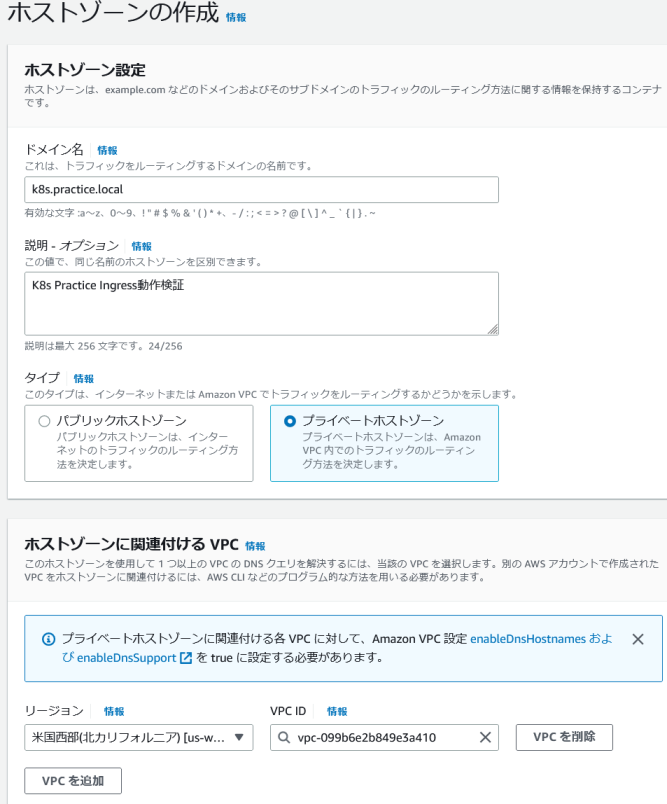 ホストゾーンの作成 情報
ホストゾーン設定
ホストゾーンは、example.com などのドメインおよびそのサブドメインのトラフィックのルーティング方法に関する情報を保持するコンテナ
です。
ドメイン名 情報
これは、トラフィックをルーティングするドメインの名前です。
k8s.practice.local
有効な文字 :a〜z、0〜9、! " # $ % & ' ( ) * +、- / : ; < = > ? @ [ \ ] ^ _ ` { | } . ~
説明 - オプション 情報
この値で、同じ名前のホストゾーンを区別できます。
K8s Practice Ingress動作検証
説明は最大 256 文字です。24/256
タイプ 情報
このタイプは、インターネットまたは Amazon VPC でトラフィックをルーティングするかどうかを示します。
パブリックホストゾーン
パブリックホストゾーンは、インター
ネットのトラフィックのルーティング方
法を決定します。
プライベートホストゾーン
プライベートホストゾーンは、Amazon
VPC 内でのトラフィックのルーティン
グ方法を決定します。
ホストゾーンに関連付ける VPC 情報
このホストゾーンを使用して 1 つ以上の VPC の DNS クエリを解決するには、当該の VPC を選択します。別の AWS アカウントで作成された
VPC をホストゾーンに関連付けるには、AWS CLI などのプログラム的な方法を用いる必要があります。
プライベートホストゾーンに関連付ける各 VPC に対して、Amazon VPC 設定 enableDnsHostnames およ
び enableDnsSupport を true に設定する必要があります。
リージョン 情報
米国西部(北カリフォルニア) [us-w...
VPC ID 情報
vpc-099b6e2b849e3a410
VPC を削除
VPC を追加